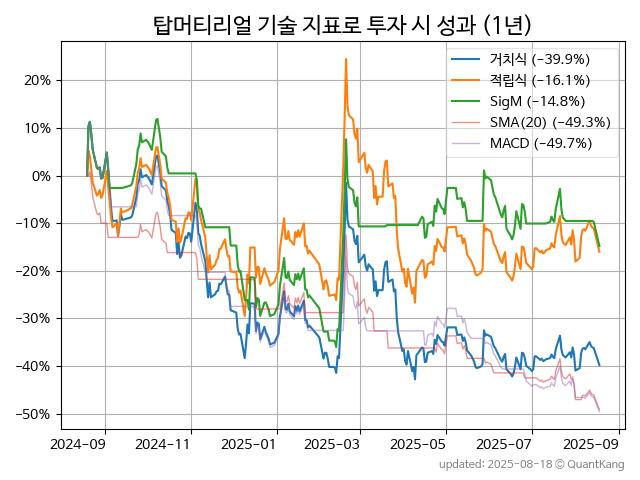 탑머티리얼 기술 지표로 투자 시 성과 (1년)
거치식 (−39.9%)
적립식 (−16.1%)
SigM (−14.8%)
SMA(20) (−49.3%)
MACD (−49.7%)
20%
10%
0%
−10%
−20%
−30%
−40%
−50%
2024-09 2024-11 2025-01 2025-03 2025-05 2025-07 2025-09
updated: 2025-08-18 © QuantKang